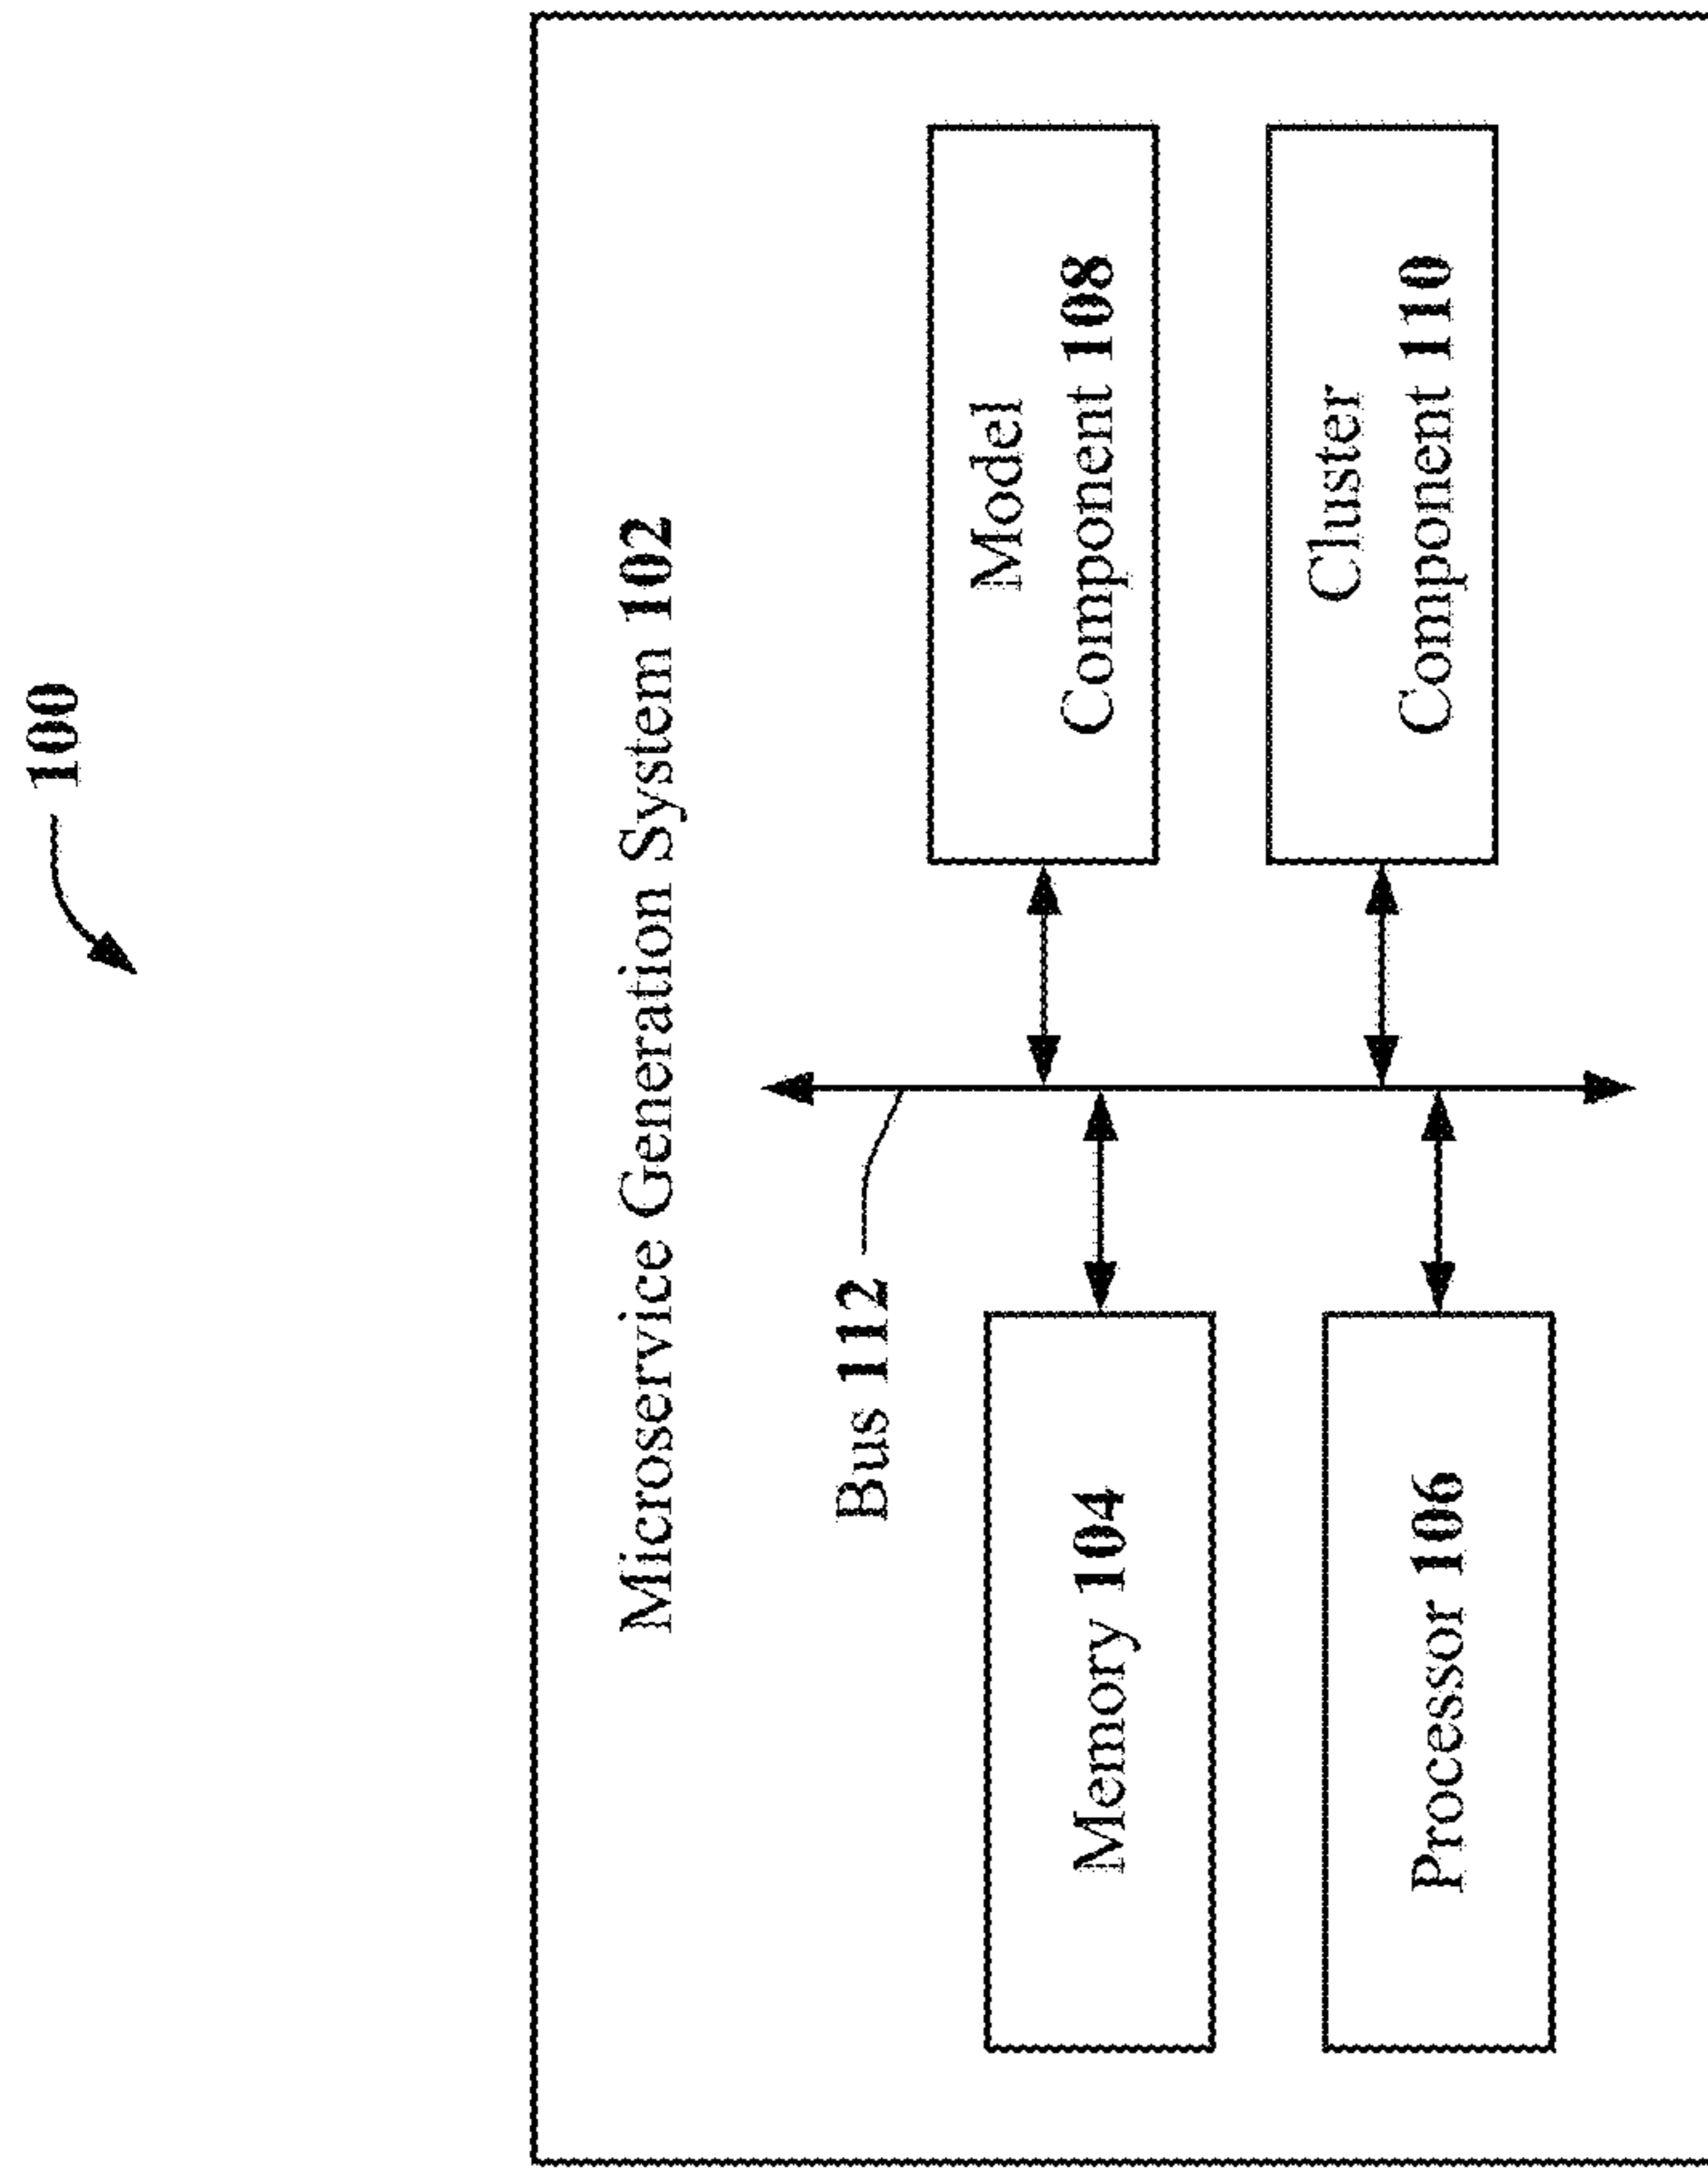 100
Microservice Generation System 102
Bus 112
Memory 104
Model
Component 108
Processor 106
Cluster
Component 110